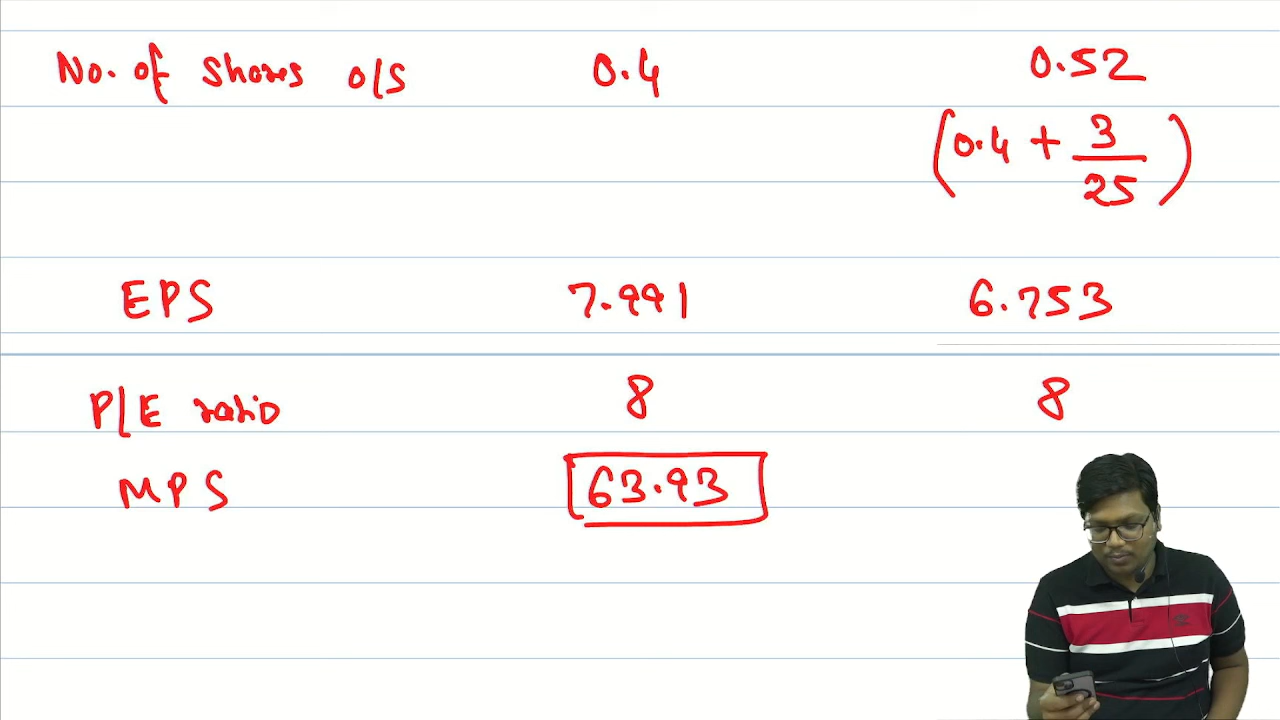 No. of shares o/s 0.4 0.52
(0.4 + 3/25)
EPS 7.991 6.753
P/E ratio 8 8
MPS 63.93